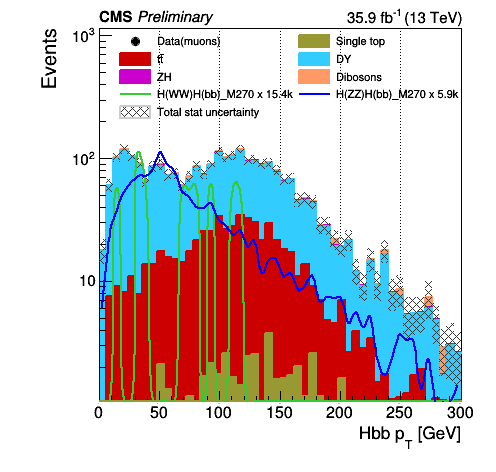 CMS Preliminary 35.9 fb⁻¹ (13 TeV)
Events
10³
10²
10
Data(muons) Single top
tt̄ DY
ZH Dibosons
H(WW)H(bb)_M270 x 15.4k H(ZZ)H(bb)_M270 x 5.9k
Total stat uncertainty
0 50 100 150 200 250 300
Hbb p_T [GeV]